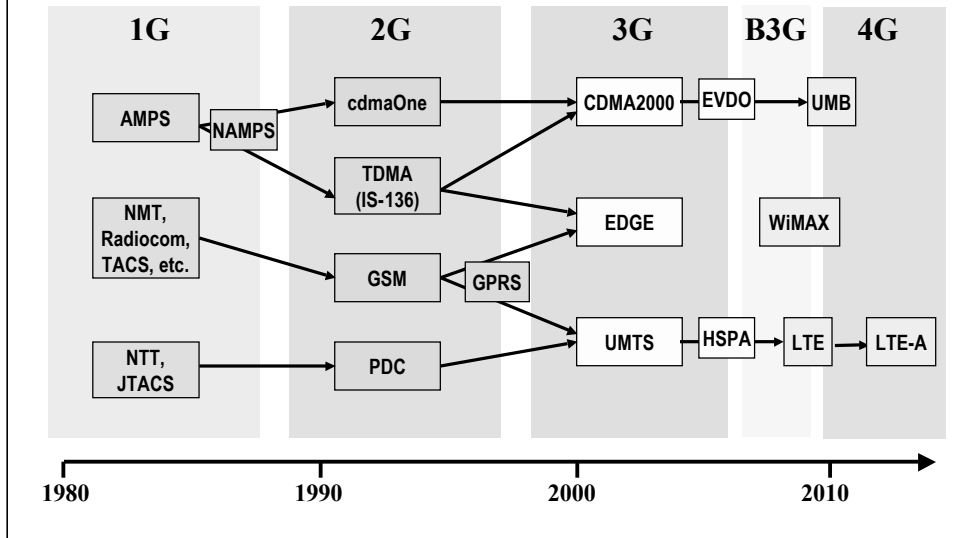 1G
2G
3G
B3G
4G
AMPS
NAMPS
cdmaOne
CDMA2000
EVDO
UMB
TDMA
(IS-136)
NMT,
Radiocom,
TACS, etc.
EDGE
WiMAX
GSM
GPRS
NTT,
JTACS
PDC
UMTS
HSPA
LTE
LTE-A
1980
1990
2000
2010